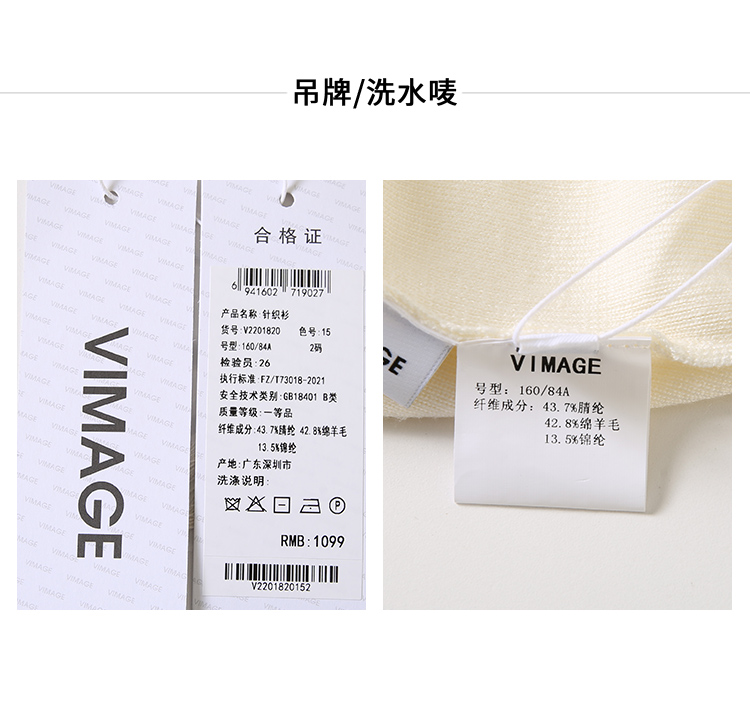 吊牌/洗水唛
VIMAGE
合格证
6 941602 719027
产品名称:针织衫
货号:V2201820 色号:15
号型:160/84A 2码
检验员:26
执行标准:FZ/T73018-2021
安全技术类别:GB18401 B类
质量等级:一等品
纤维成分:43.7%腈纶 42.8%绵羊毛
13.5%锦纶
产地:广东深圳市
洗涤说明:
RMB:1099
V2201820152
GE
VIMAGE
号型: 160/84A
纤维成分: 43.7%腈纶
42.8%绵羊毛
13.5%锦纶